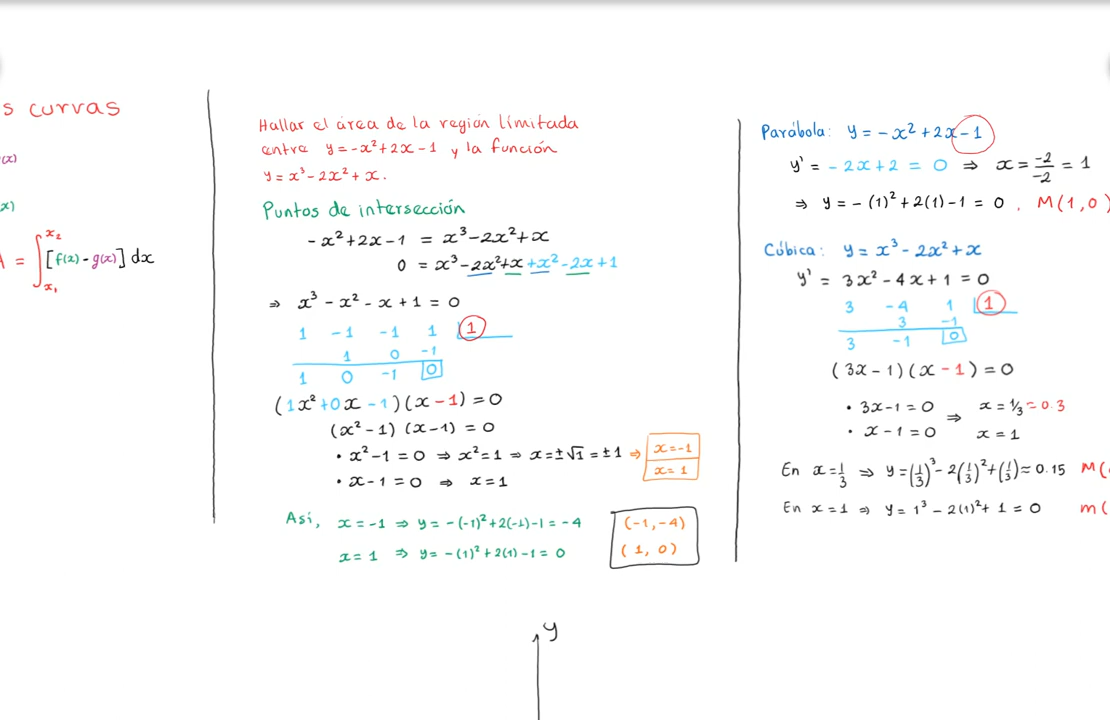 s curvas
(x)
x)
A = ∫_{x₁}^{x₂} [f(x) - g(x)] dx
Hallar el área de la región limitada
entre y = -x² + 2x - 1 y la función
y = x³ - 2x² + x.
Puntos de intersección
-x² + 2x - 1 = x³ - 2x² + x
0 = x³ - 2x² + x + x² - 2x + 1
⇒ x³ - x² - x + 1 = 0
1 -1 -1 1 1
1 0 -1
1 0 -1 0
(1x² + 0x - 1)(x - 1) = 0
(x² - 1) (x - 1) = 0
• x² - 1 = 0 ⇒ x² = 1 ⇒ x = ±√1 = ±1 ⇒ x = -1
x = 1
• x - 1 = 0 ⇒ x = 1
Así, x = -1 ⇒ y = -(-1)² + 2(-1) - 1 = -4 (-1, -4)
x = 1 ⇒ y = -(1)² + 2(1) - 1 = 0 (1, 0)
Parábola: y = -x² + 2x - 1
y' = -2x + 2 = 0 ⇒ x = -2/-2 = 1
⇒ y = -(1)² + 2(1) - 1 = 0. M(1, 0)
Cúbica: y = x³ - 2x² + x
y' = 3x² - 4x + 1 = 0
3 -4 1 1
3 -1
3 -1 0
(3x - 1)(x - 1) = 0
• 3x - 1 = 0 ⇒ x = 1/3 = 0.3
• x - 1 = 0 x = 1
En x = 1/3 ⇒ y = (1/3)³ - 2(1/3)² + (1/3) ≈ 0.15 M(
En x = 1 ⇒ y = 1³ - 2(1)² + 1 = 0 m(
y